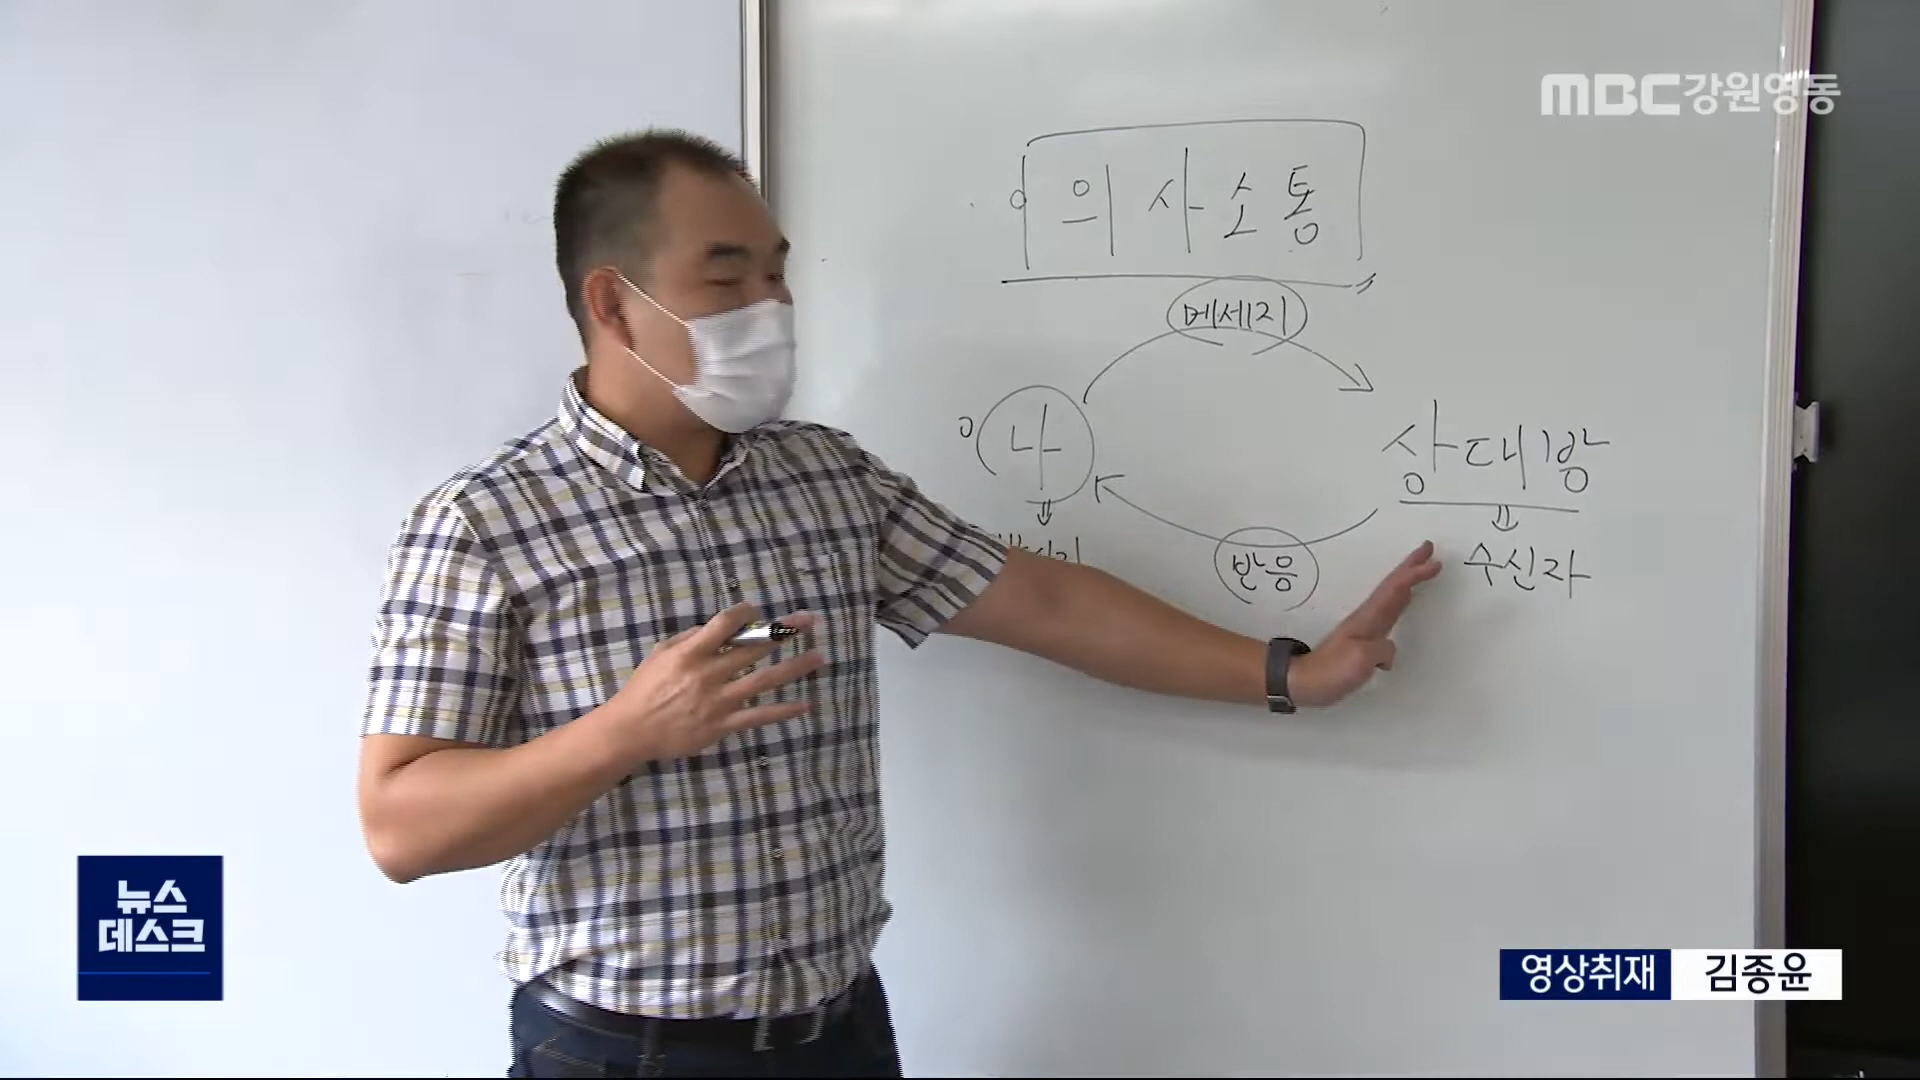 MBC강원영동
의사소통
메세지
나
상대방
반응
수신자
뉴스
데스크
영상취재 김종윤